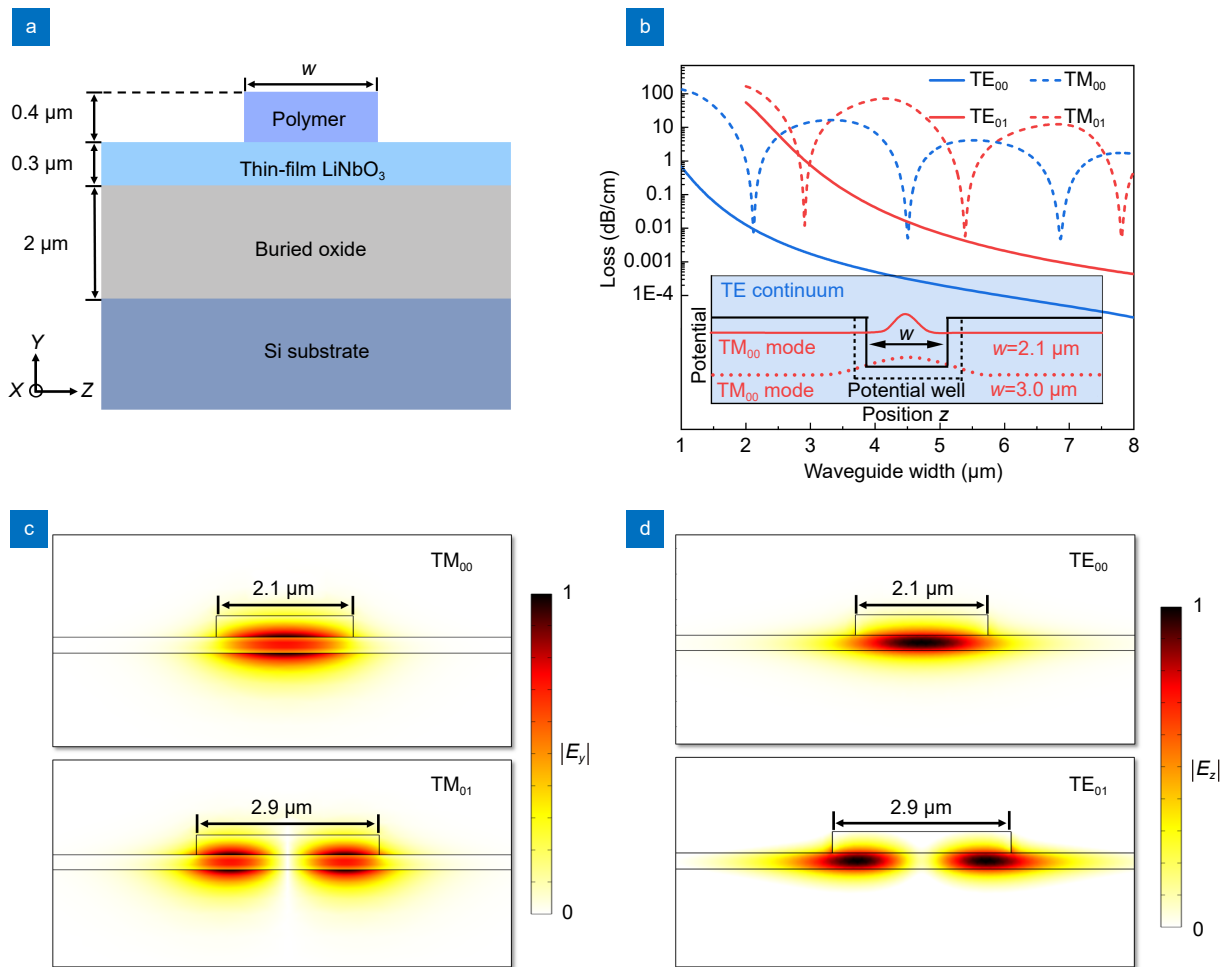 a
w
0.4 µm
Polymer
0.3 µm
Thin-film LiNbO₃
2 µm
Buried oxide
Si substrate
Y
X
Z
b
TE₀₀
TM₀₀
TE₀₁
TM₀₁
100
10
1
0.1
0.01
0.001
1E-4
Loss (dB/cm)
TE continuum
Potential
w
TM₀₀ mode
w=2.1 µm
Potential well
TM₀₀ mode
w=3.0 µm
Position z
1 2 3 4 5 6 7 8
Waveguide width (µm)
c
TM₀₀
2.1 µm
TM₀₁
2.9 µm
1
|E_y|
0
d
TE₀₀
2.1 µm
TE₀₁
2.9 µm
1
|E_z|
0